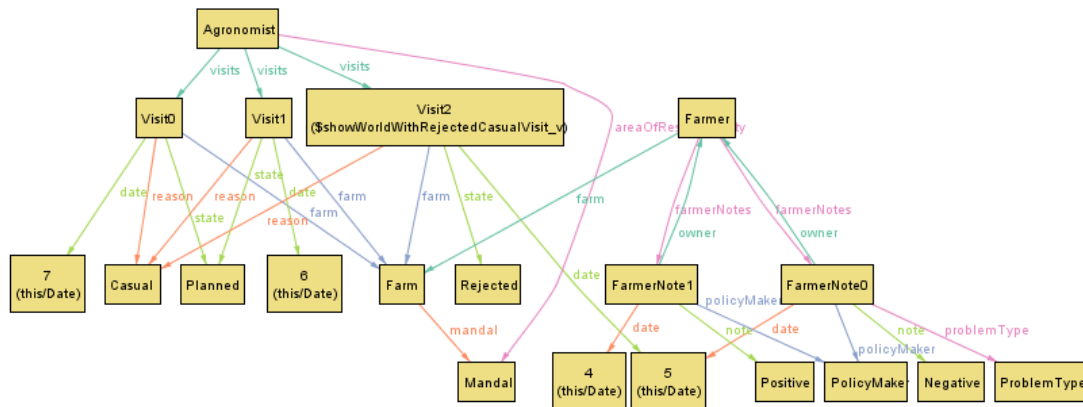 Agronomist
visits
visits
visits
Visit0
Visit1
Visit2
($showWorldWithRejectedCasualVisit_v)
Farmer
date
reason
reason
state
state
date
farm
farm
farm
reason
state
farm
farmerNotes
farmerNotes
owner
owner
7
(this/Date)
Casual
Planned
6
(this/Date)
Farm
Rejected
date
FarmerNote1
FarmerNote0
mandal
policyMaker
date
note
date
policyMaker
note
problemType
Mandal
4
(this/Date)
5
(this/Date)
Positive
PolicyMaker
Negative
ProblemType